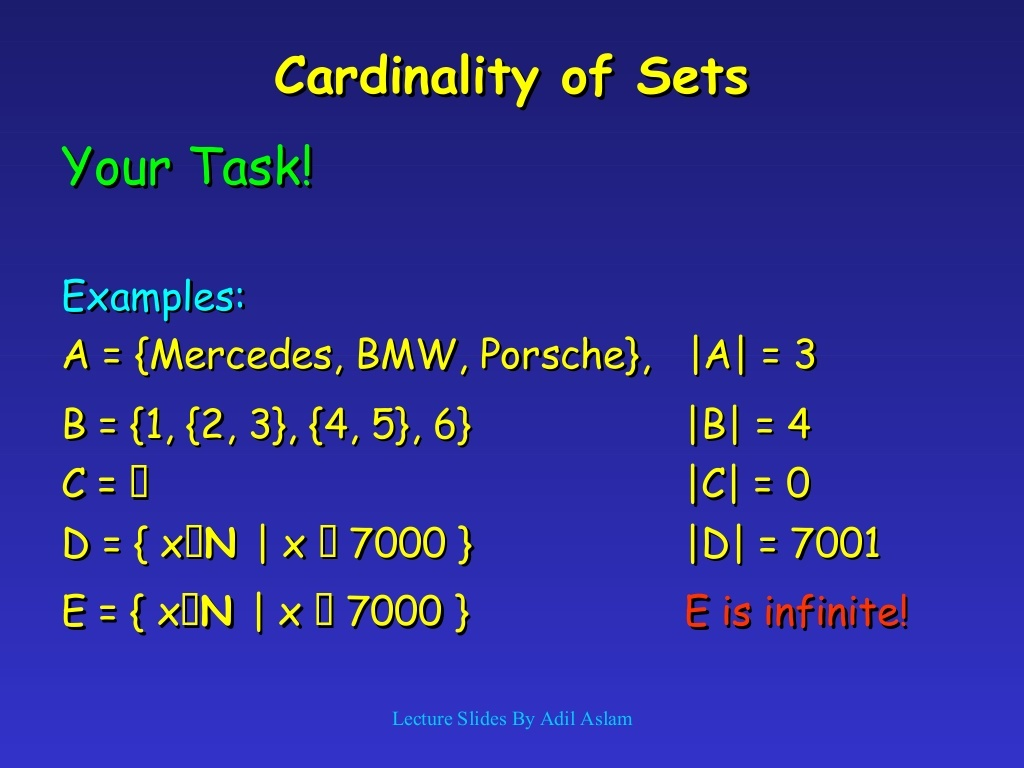 Cardinality of Sets
Your Task!
Examples:
A = {Mercedes, BMW, Porsche}, |A| = 3
B = {1, {2, 3}, {4, 5}, 6} |B| = 4
C = ▯ |C| = 0
D = { x▯N | x ▯ 7000 } |D| = 7001
E = { x▯N | x ▯ 7000 } E is infinite!
Lecture Slides By Adil Aslam